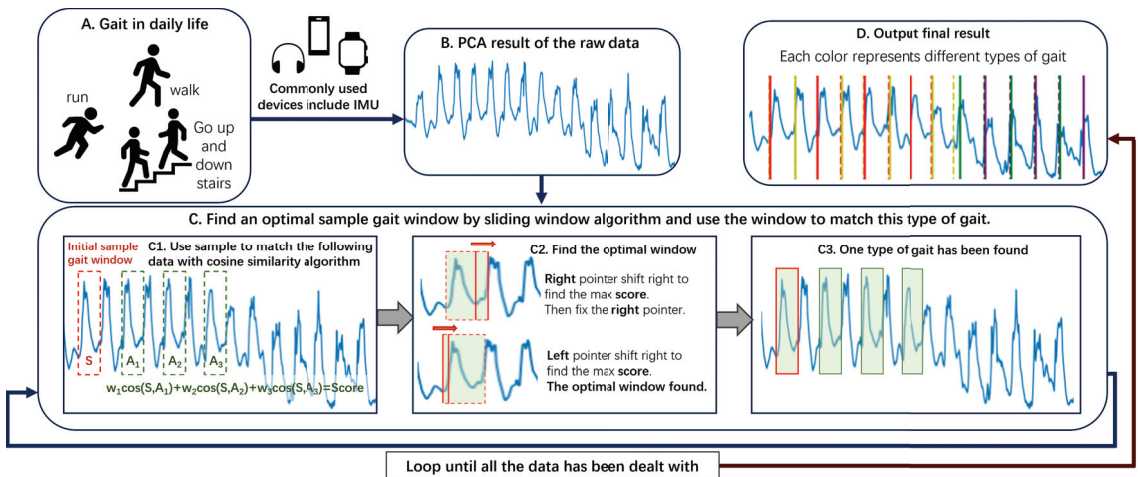 A. Gait in daily life
run
walk
Go up
and
down
stairs
Commonly used
devices include IMU
B. PCA result of the raw data
D. Output final result
Each color represents different types of gait
C. Find an optimal sample gait window by sliding window algorithm and use the window to match this type of gait.
Initial sample
gait window
C1. Use sample to match the following
data with cosine similarity algorithm
S
A₁
A₂
A₃
w₁cos(S,A₁)+w₂cos(S,A₂)+w₃cos(S,A₃)=Score
C2. Find the optimal window
Right pointer shift right to
find the max score.
Then fix the right pointer.
Left pointer shift right to
find the max score.
The optimal window found.
C3. One type of gait has been found
Loop until all the data has been dealt with